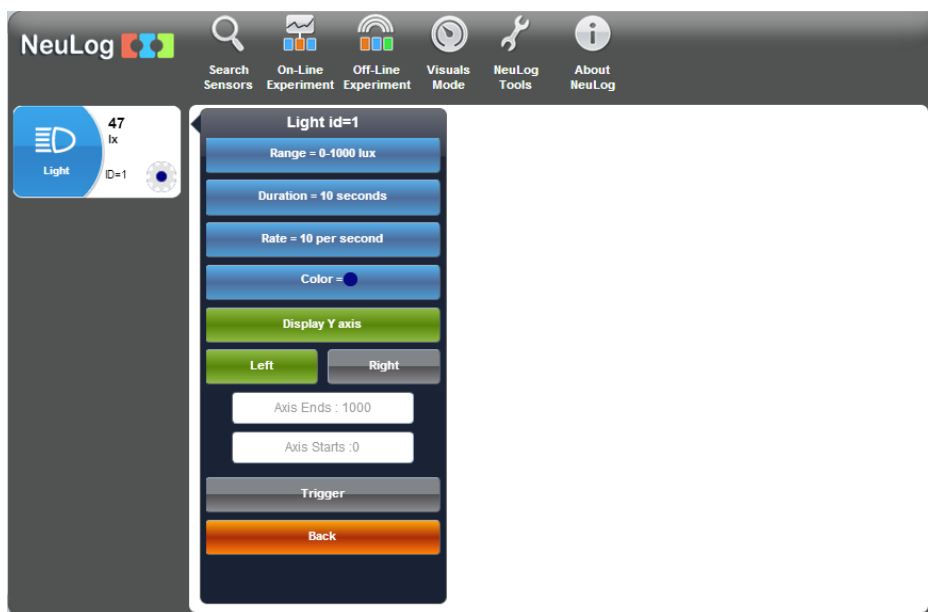 NeuLog
Search
Sensors
On-Line
Experiment
Off-Line
Experiment
Visuals
Mode
NeuLog
Tools
About
NeuLog
47
lx
Light
ID=1
Light id=1
Range = 0-1000 lux
Duration = 10 seconds
Rate = 10 per second
Color =
Display Y axis
Left
Right
Axis Ends : 1000
Axis Starts :0
Trigger
Back